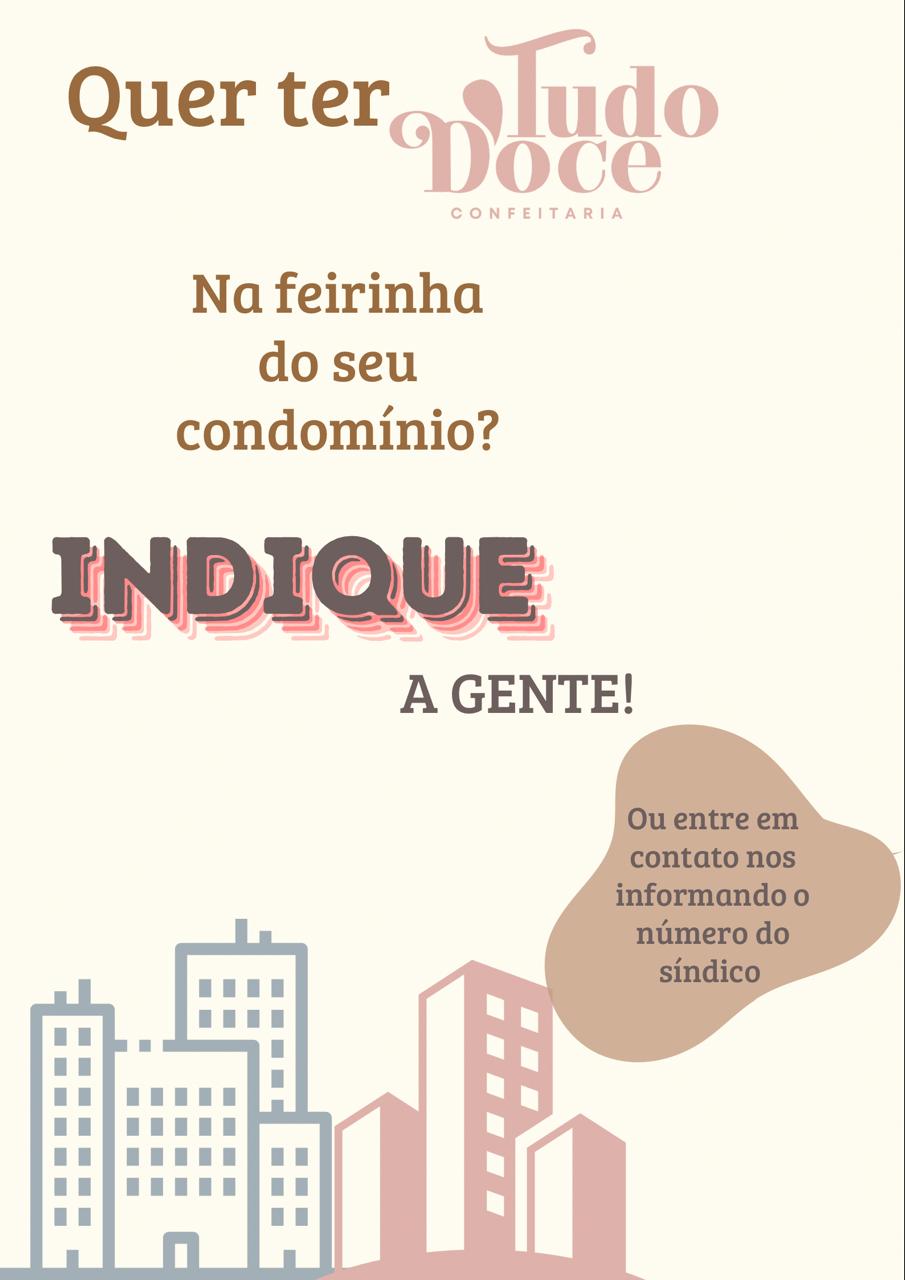 Quer ter
Tudo
Doce
CONFEITARIA
Na feirinha
do seu
condomínio?
INDIQUE
A GENTE!
Ou entre em
contato nos
informando o
número do
síndico